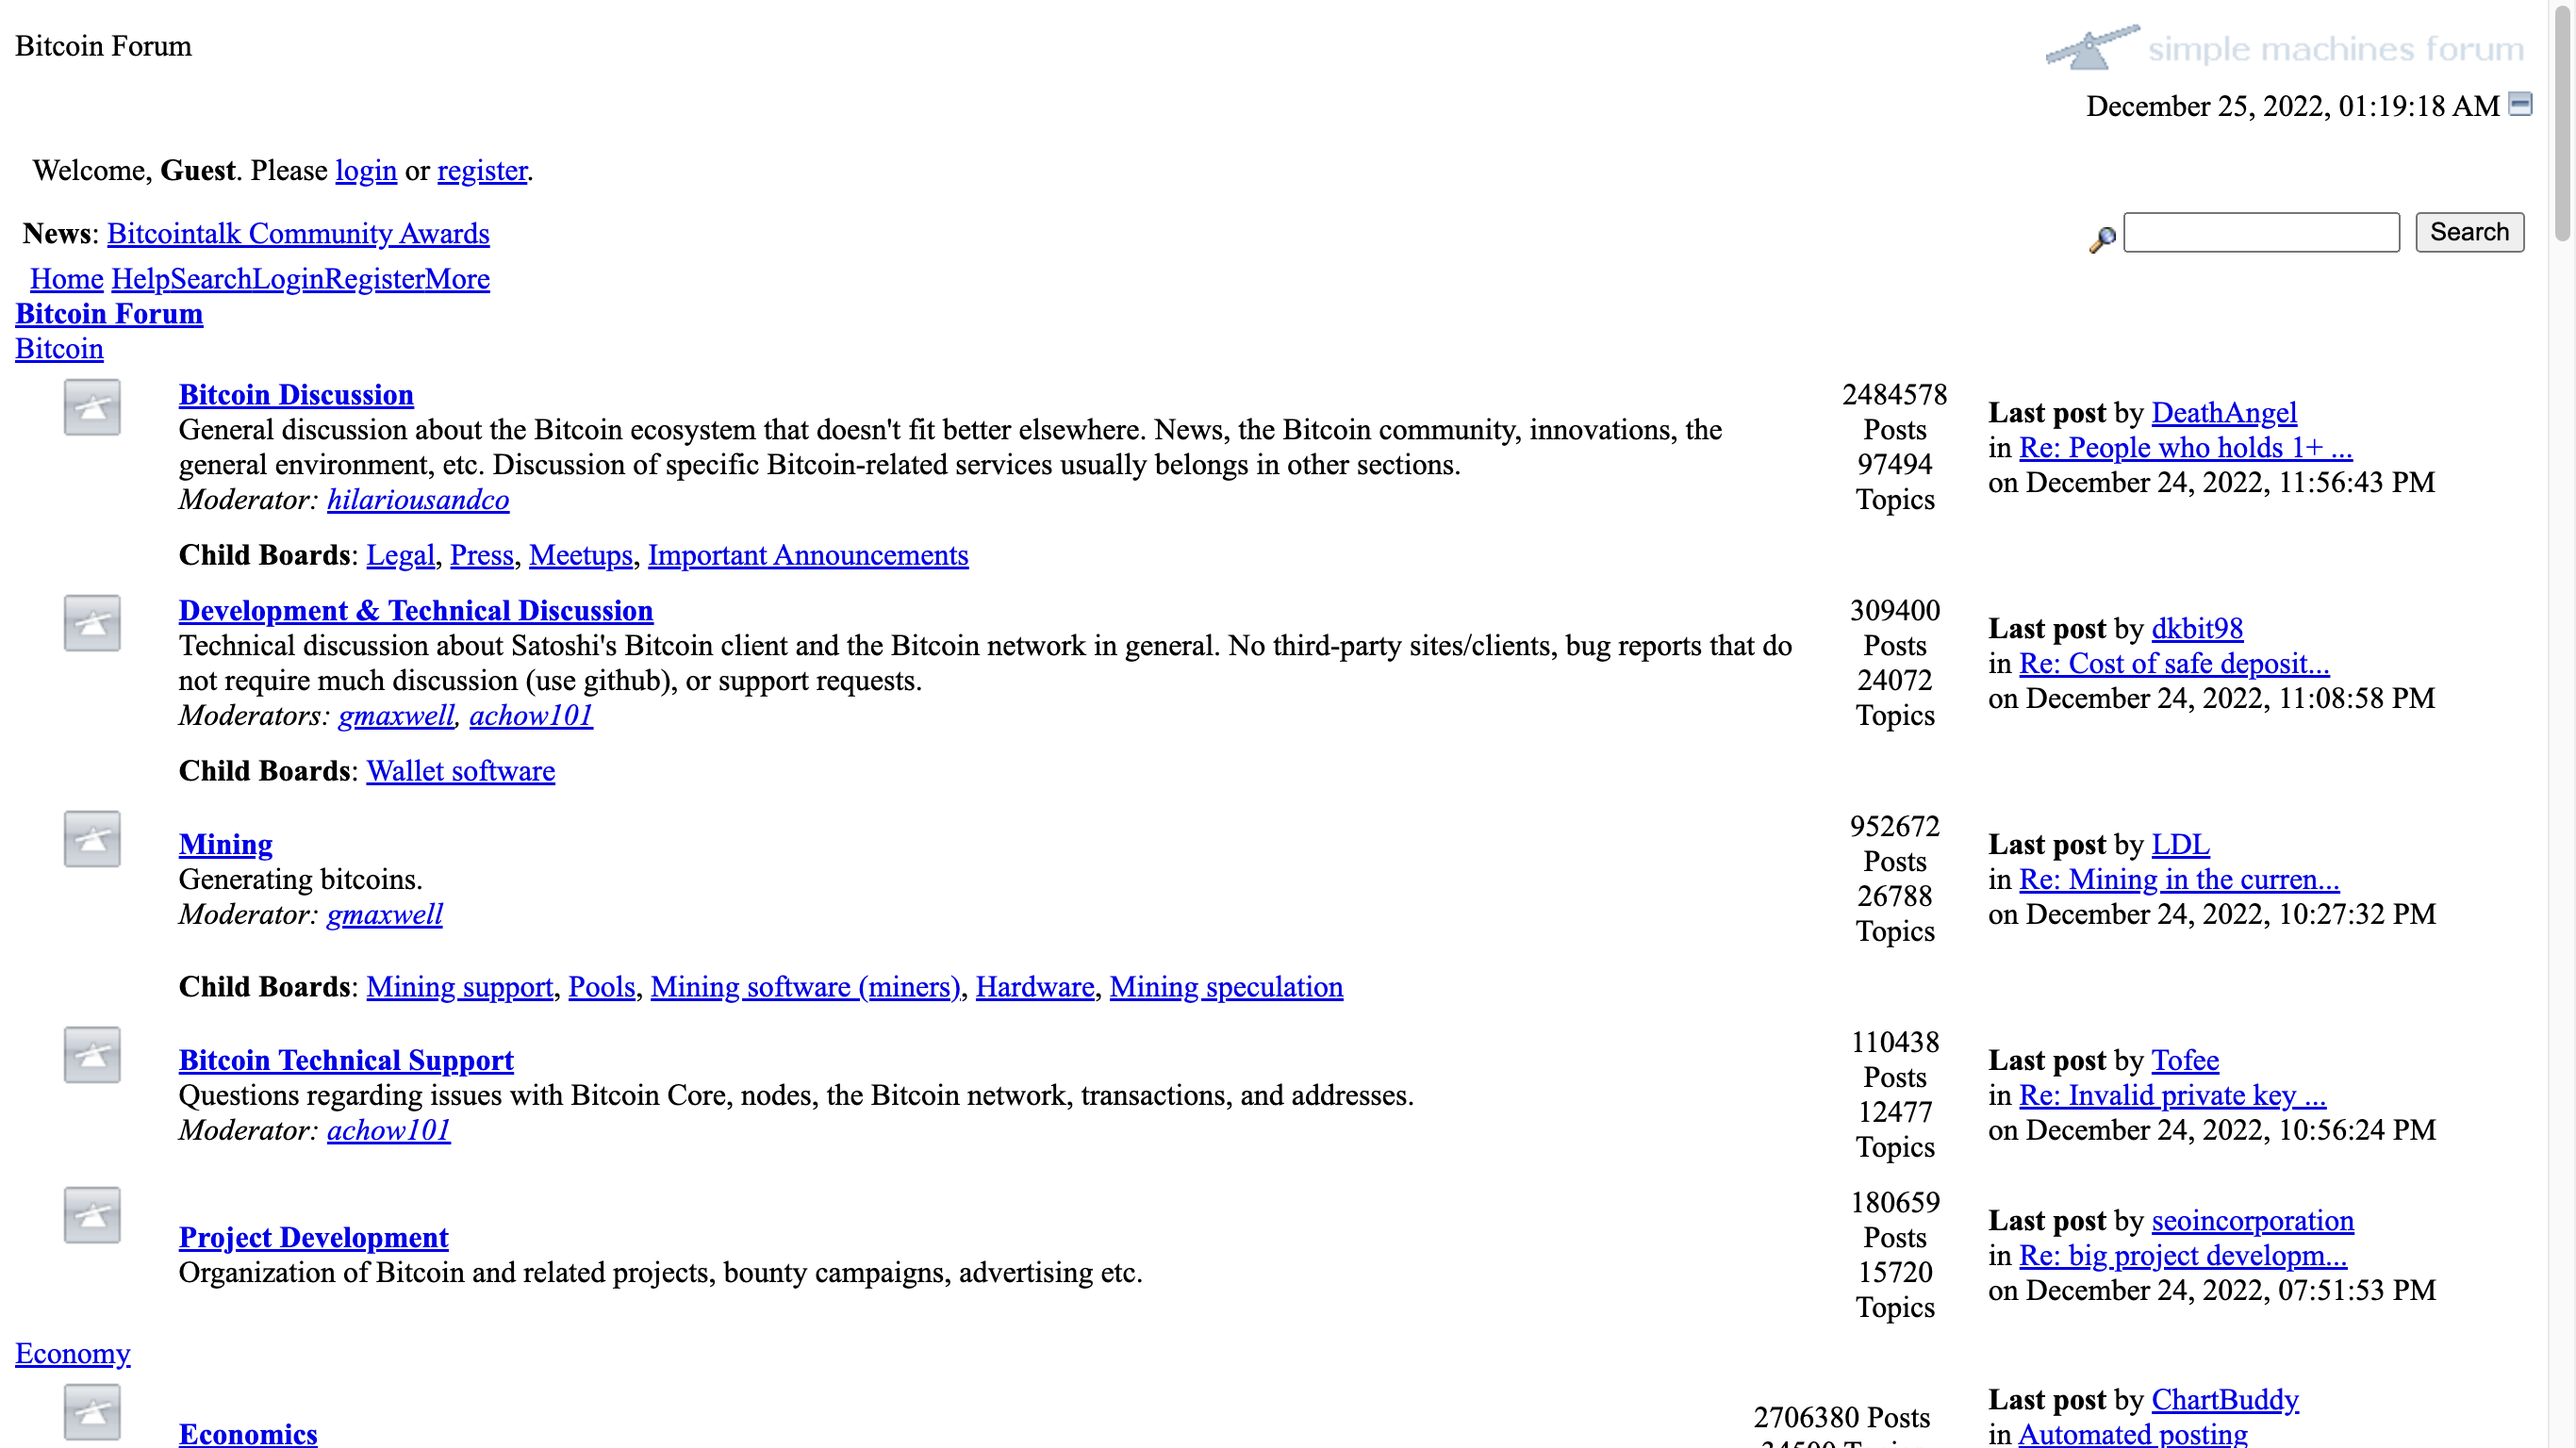 Bitcoin Forum
simple machines forum
December 25, 2022, 01:19:18 AM
Welcome, Guest. Please login or register.
News: Bitcointalk Community Awards
Search
Home HelpSearchLoginRegisterMore
Bitcoin Forum
Bitcoin
Bitcoin Discussion
General discussion about the Bitcoin ecosystem that doesn't fit better elsewhere. News, the Bitcoin community, innovations, the
general environment, etc. Discussion of specific Bitcoin-related services usually belongs in other sections.
Moderator: hilariousandco
2484578
Posts
97494
Topics
Last post by DeathAngel
in Re: People who holds 1+ ...
on December 24, 2022, 11:56:43 PM
Child Boards: Legal, Press, Meetups, Important Announcements
Development & Technical Discussion
Technical discussion about Satoshi's Bitcoin client and the Bitcoin network in general. No third-party sites/clients, bug reports that do
not require much discussion (use github), or support requests.
Moderators: gmaxwell, achow101
309400
Posts
24072
Topics
Last post by dkbit98
in Re: Cost of safe deposit...
on December 24, 2022, 11:08:58 PM
Child Boards: Wallet software
Mining
Generating bitcoins.
Moderator: gmaxwell
952672
Posts
26788
Topics
Last post by LDL
in Re: Mining in the curren...
on December 24, 2022, 10:27:32 PM
Child Boards: Mining support, Pools, Mining software (miners), Hardware, Mining speculation
Bitcoin Technical Support
Questions regarding issues with Bitcoin Core, nodes, the Bitcoin network, transactions, and addresses.
Moderator: achow101
110438
Posts
12477
Topics
Last post by Tofee
in Re: Invalid private key ...
on December 24, 2022, 10:56:24 PM
Project Development
Organization of Bitcoin and related projects, bounty campaigns, advertising etc.
180659
Posts
15720
Topics
Last post by seoincorporation
in Re: big project developm...
on December 24, 2022, 07:51:53 PM
Economy
Economics
2706380 Posts
Last post by ChartBuddy
in Automated posting